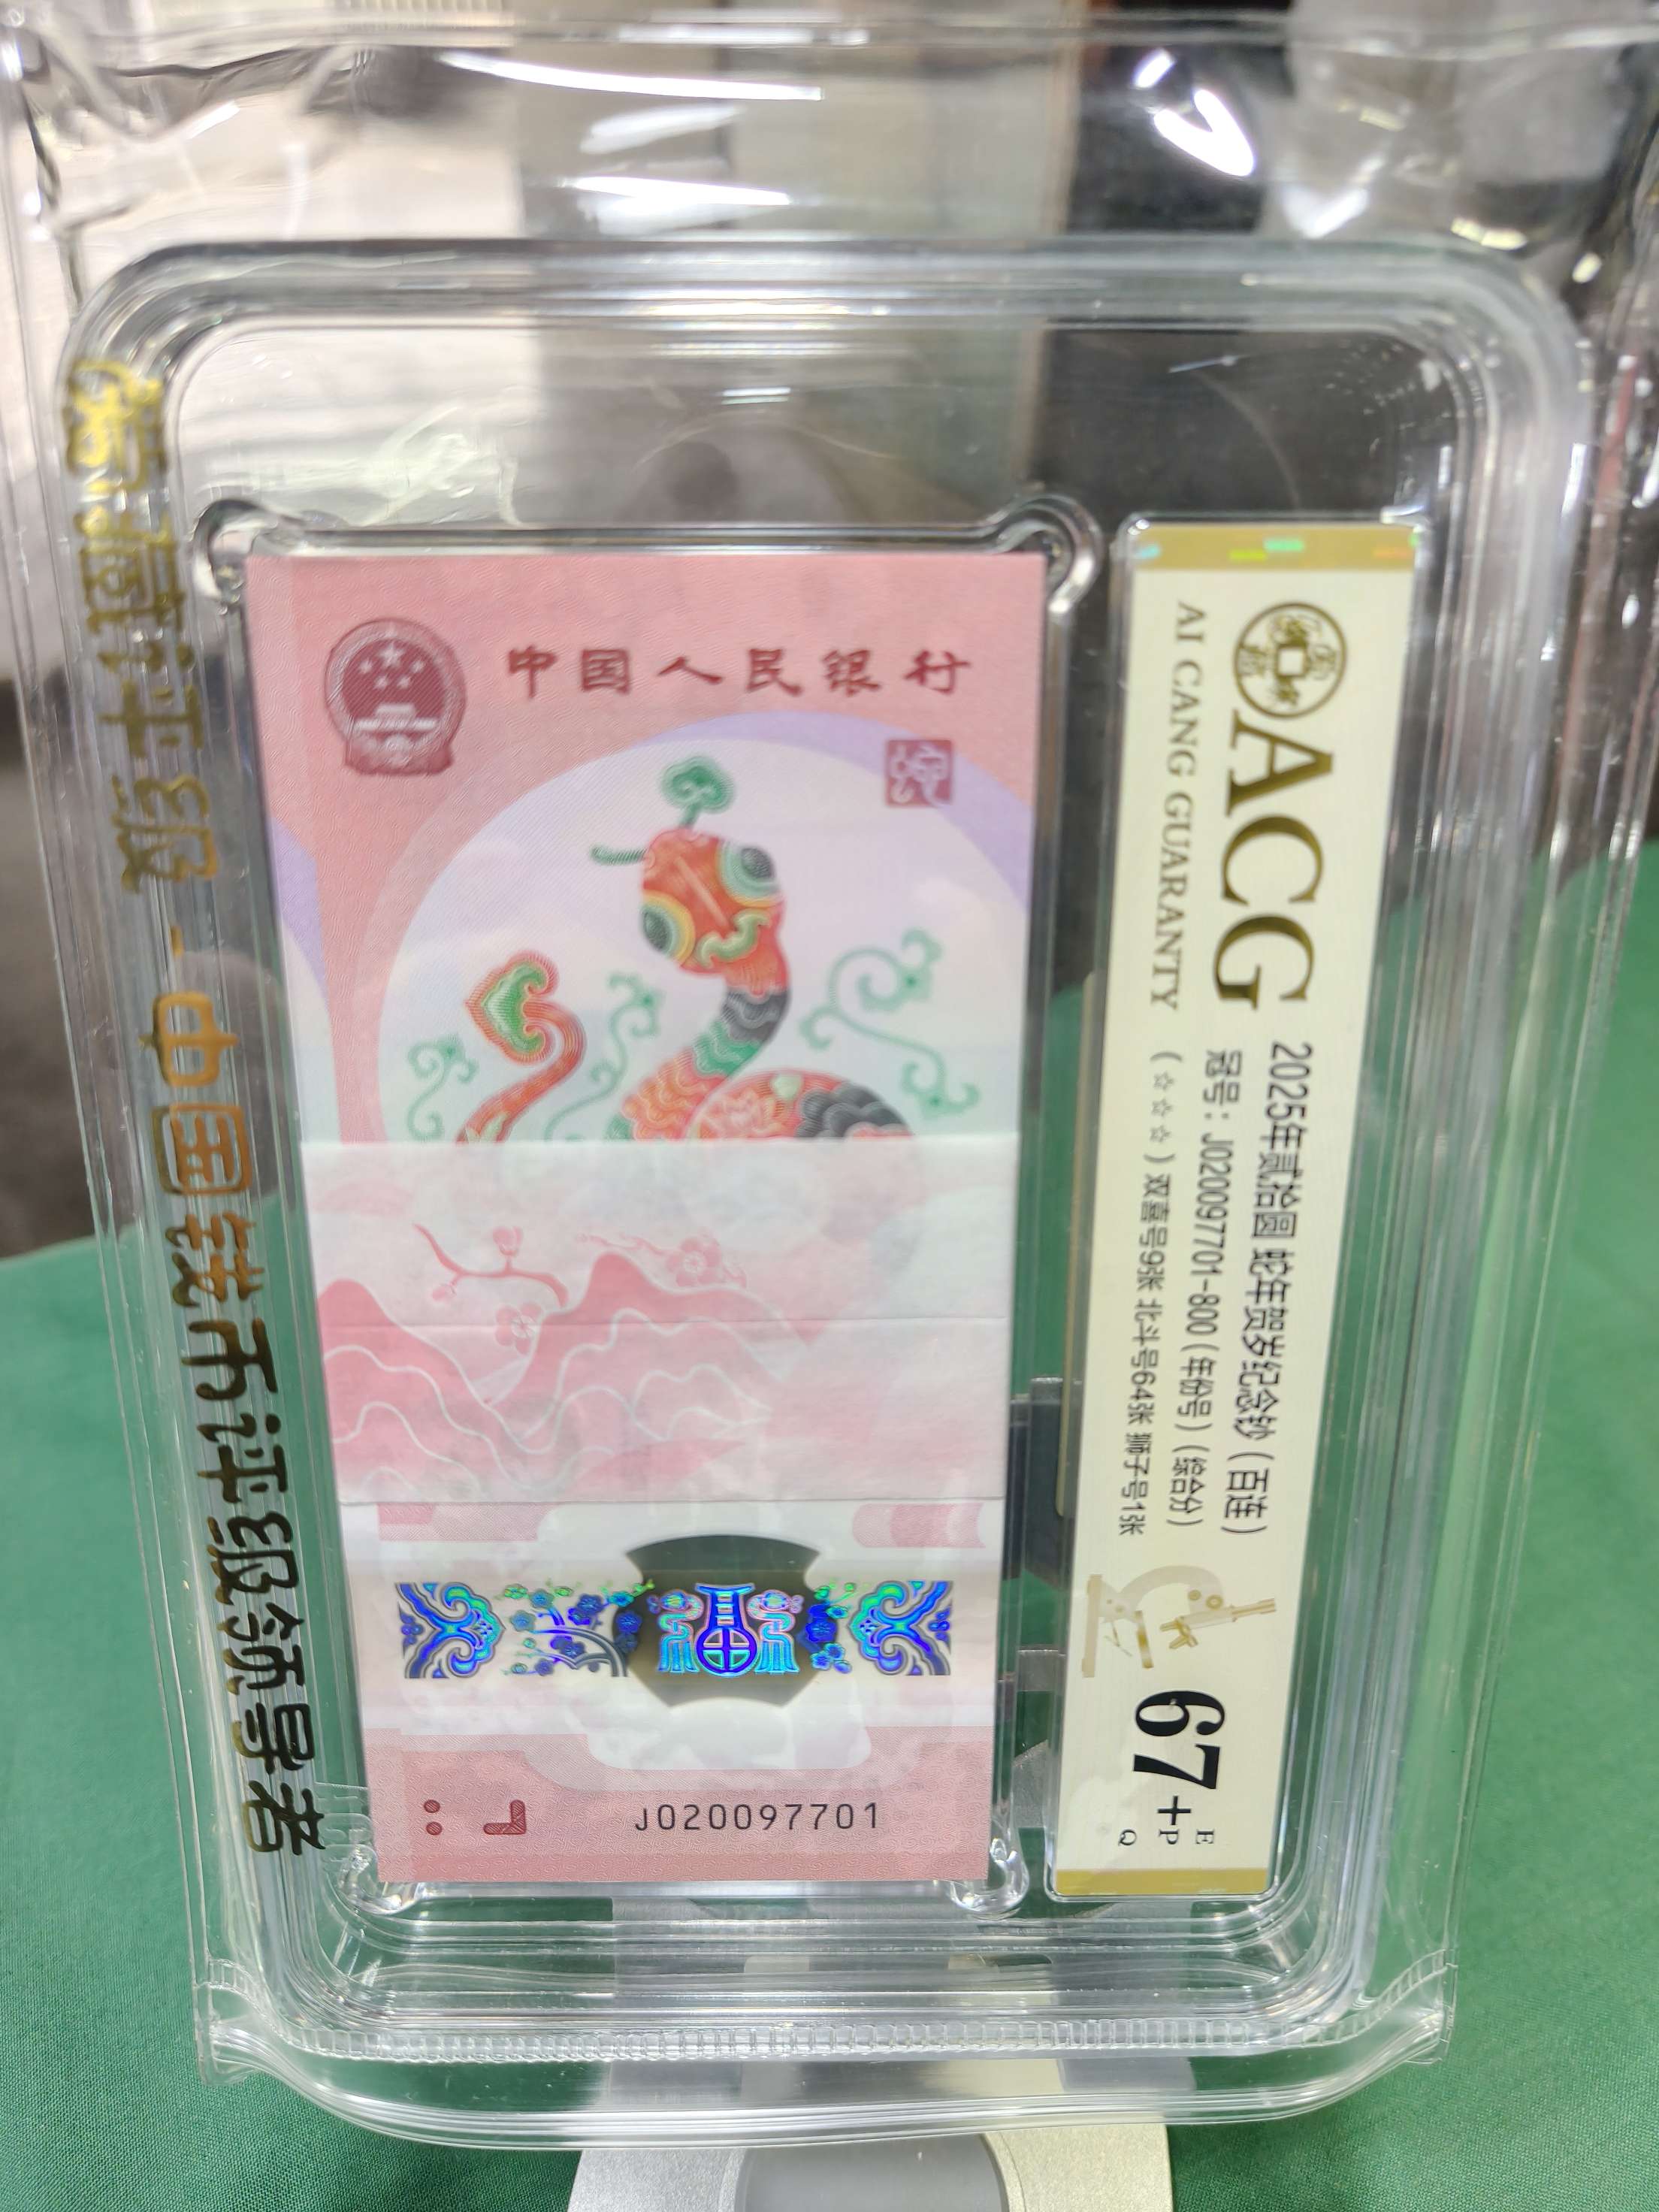 爱藏评级-中国钱币评级领导者
中国人民银行
J020097701
ACG
AI CANG GUARANTY
2025年贰拾圆 蛇年贺岁纪念钞（百连）
冠号：J020097701-800（年份号）（综合分）
（☆☆☆）双喜号9张 北斗号64张 狮子号1张
67+
E
P
Q